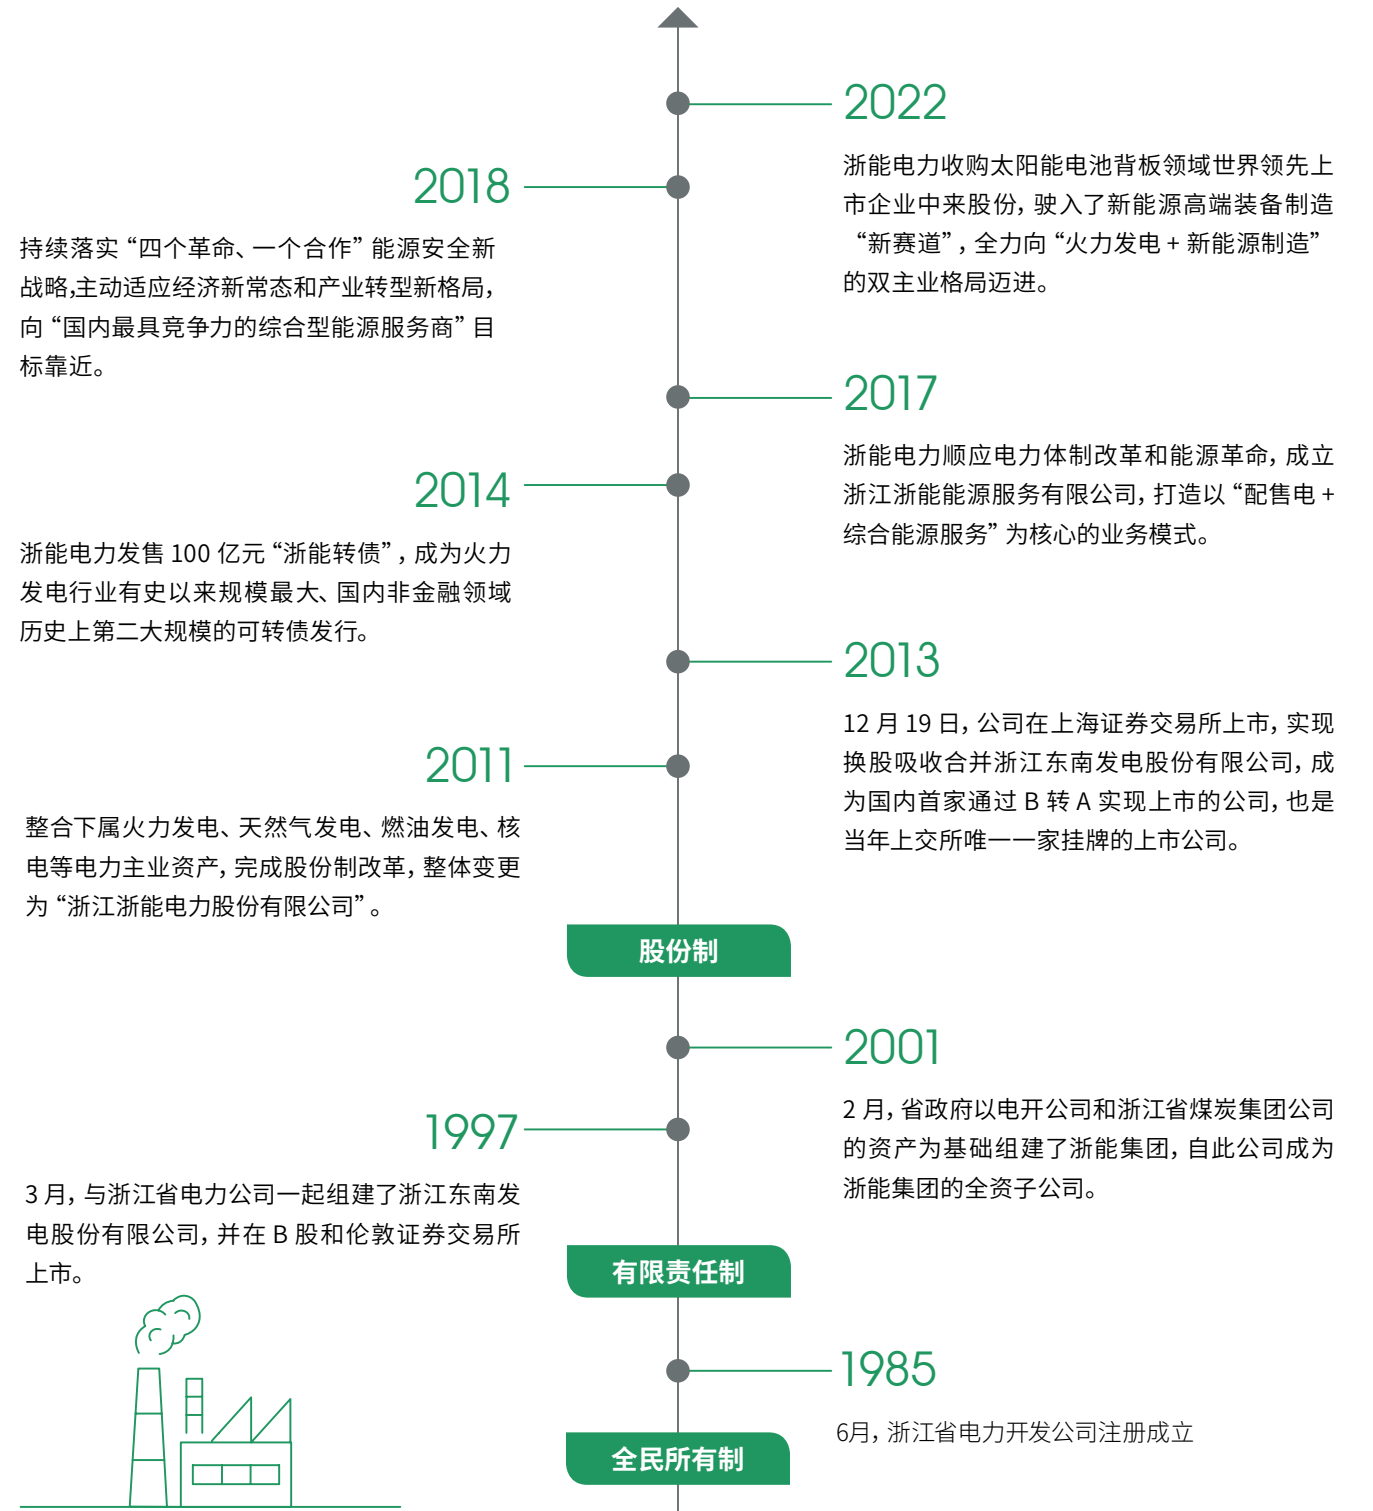 2022
浙能电力收购太阳能电池背板领域世界领先上
市企业中来股份，驶入了新能源高端装备制造
“新赛道”，全力向“火力发电 + 新能源制造”
的双主业格局迈进。
2018
持续落实“四个革命、一个合作”能源安全新
战略,主动适应经济新常态和产业转型新格局，
向“国内最具竞争力的综合型能源服务商”目
标靠近。
2017
浙能电力顺应电力体制改革和能源革命，成立
浙江浙能能源服务有限公司，打造以“配售电 +
综合能源服务”为核心的业务模式。
2014
浙能电力发售 100 亿元“浙能转债”，成为火力
发电行业有史以来规模最大、国内非金融领域
历史上第二大规模的可转债发行。
2013
12 月 19 日，公司在上海证券交易所上市，实现
换股吸收合并浙江东南发电股份有限公司，成
为国内首家通过 B 转 A 实现上市的公司，也是
当年上交所唯一一家挂牌的上市公司。
2011
整合下属火力发电、天然气发电、燃油发电、核
电等电力主业资产，完成股份制改革，整体变更
为“浙江浙能电力股份有限公司”。
股份制
2001
2 月，省政府以电开公司和浙江省煤炭集团公司
的资产为基础组建了浙能集团，自此公司成为
浙能集团的全资子公司。
1997
3 月，与浙江省电力公司一起组建了浙江东南发
电股份有限公司，并在 B 股和伦敦证券交易所
上市。
有限责任制
1985
6月，浙江省电力开发公司注册成立
全民所有制